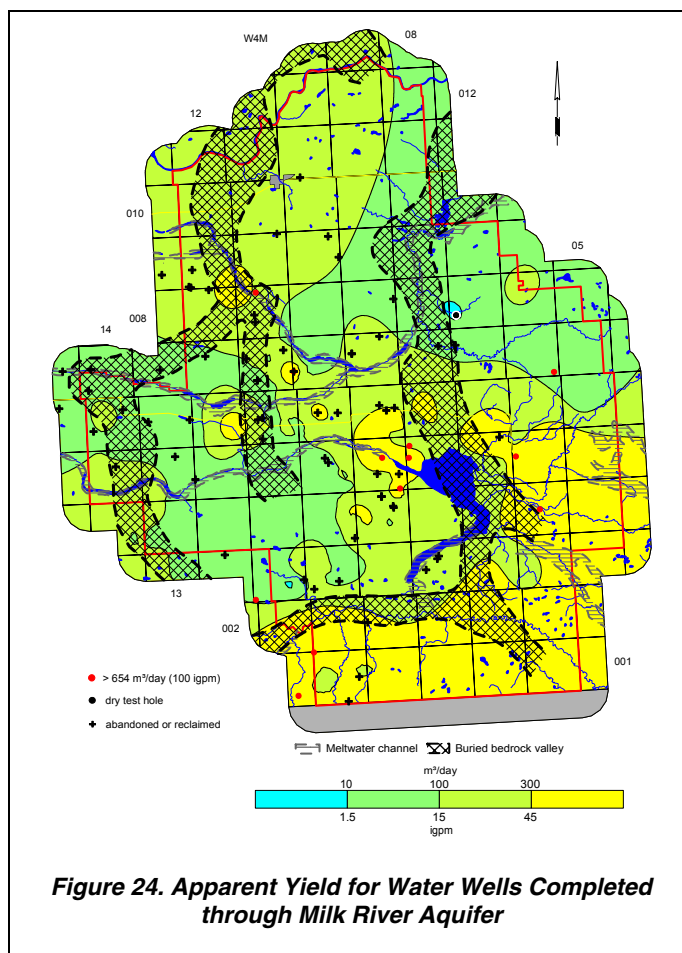 W4M
08
12
012
010
05
14
008
13
002
001
> 654 m³/day (100 igpm)
dry test hole
abandoned or reclaimed
Meltwater channel
Buried bedrock valley
m³/day
10
100
300
1.5
15
45
igpm
Figure 24. Apparent Yield for Water Wells Completed
through Milk River Aquifer